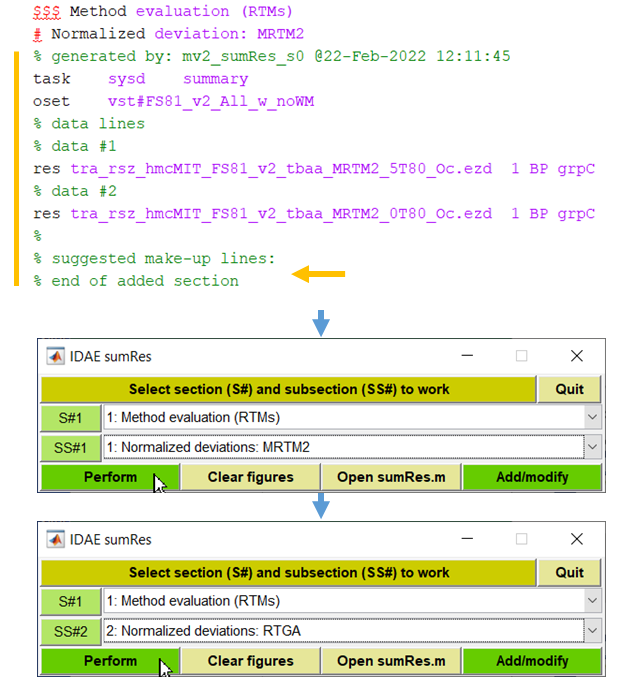 $$$ Method evaluation (RTMs)
# Normalized deviation: MRTM2
% generated by: mv2_sumRes_s0 @22-Feb-2022 12:11:45
task    sysd    summary
oset    vst#FS81_v2_All_w_noWM
% data lines
% data #1
res tra_rsz_hmcMIT_FS81_v2_tbaa_MRTM2_5T80_Oc.ezd  1 BP grpC
% data #2
res tra_rsz_hmcMIT_FS81_v2_tbaa_MRTM2_0T80_Oc.ezd  1 BP grpC
%
% suggested make-up lines:
% end of added section
IDAE sumRes
Select section (S#) and subsection (SS#) to work Quit
S#1 1: Method evaluation (RTMs)
SS#1 1: Normalized deviations: MRTM2
Perform Clear figures Open sumRes.m Add/modify
IDAE sumRes
Select section (S#) and subsection (SS#) to work Quit
S#1 1: Method evaluation (RTMs)
SS#2 2: Normalized deviations: RTGA
Perform Clear figures Open sumRes.m Add/modify